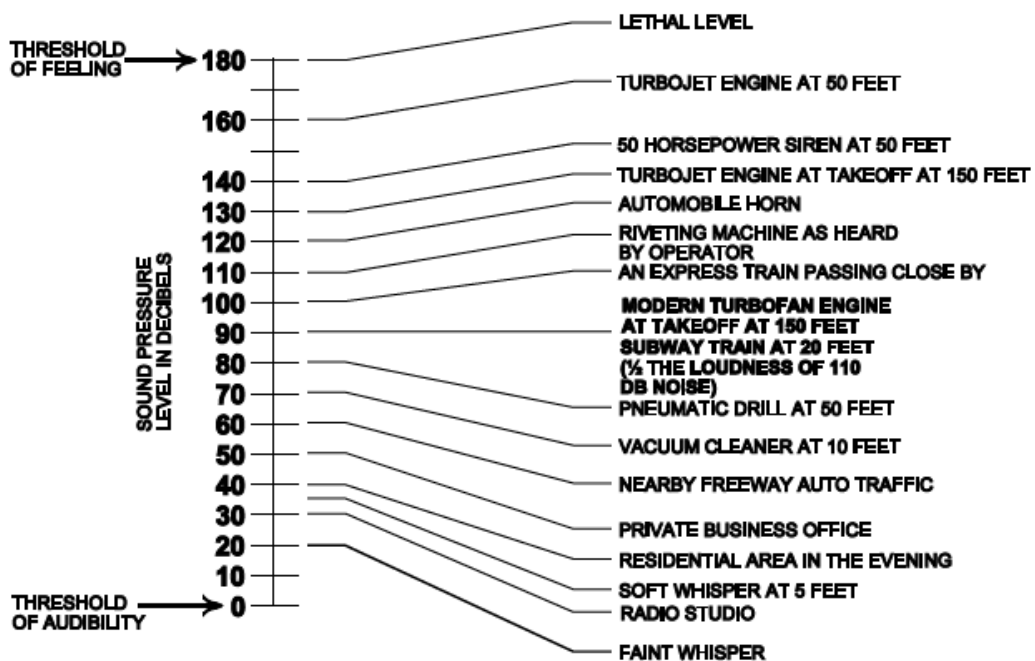 LETHAL LEVEL
THRESHOLD
OF FEELING
180
TURBOJET ENGINE AT 50 FEET
160
50 HORSEPOWER SIREN AT 50 FEET
140
TURBOJET ENGINE AT TAKEOFF AT 150 FEET
130
AUTOMOBILE HORN
120
RIVETING MACHINE AS HEARD
BY OPERATOR
110
AN EXPRESS TRAIN PASSING CLOSE BY
100
MODERN TURBOFAN ENGINE
AT TAKEOFF AT 150 FEET
90
SUBWAY TRAIN AT 20 FEET
(½ THE LOUDNESS OF 110
DB NOISE)
80
PNEUMATIC DRILL AT 50 FEET
70
VACUUM CLEANER AT 10 FEET
60
NEARBY FREEWAY AUTO TRAFFIC
50
PRIVATE BUSINESS OFFICE
40
RESIDENTIAL AREA IN THE EVENING
30
SOFT WHISPER AT 5 FEET
RADIO STUDIO
20
FAINT WHISPER
10
THRESHOLD
OF AUDIBILITY
0
SOUND PRESSURE
LEVEL IN DECIBELS